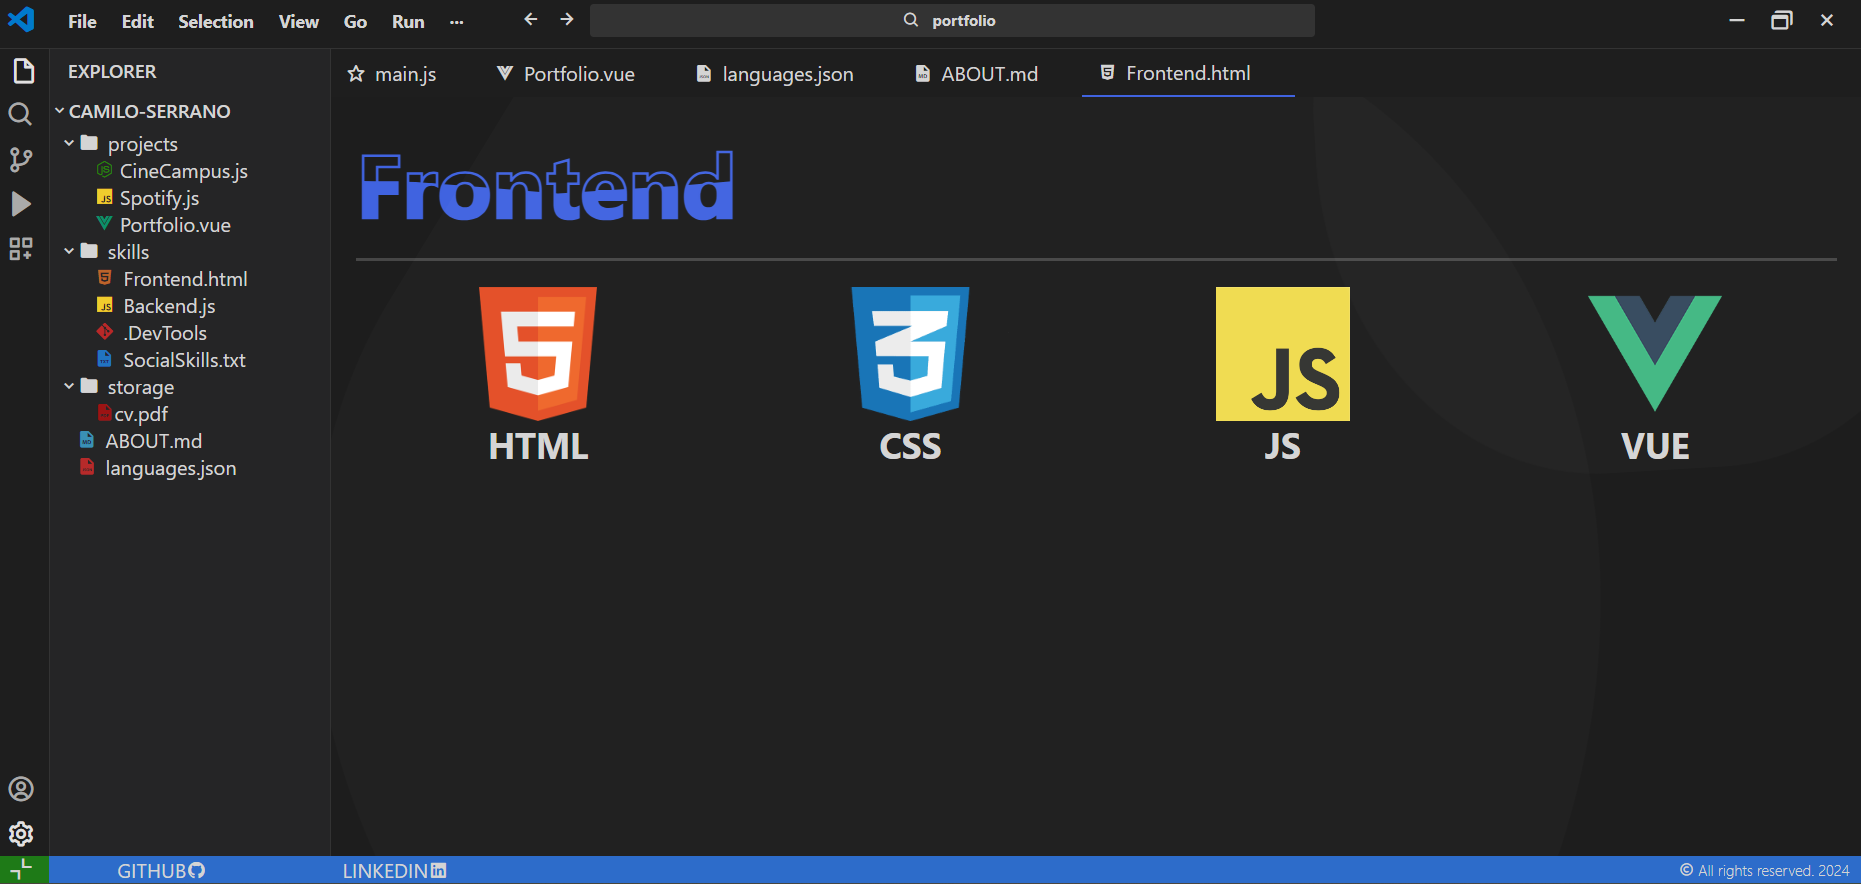 File Edit Selection View Go Run ··· portfolio
EXPLORER
CAMILO-SERRANO
projects
CineCampus.js
Spotify.js
Portfolio.vue
skills
Frontend.html
Backend.js
.DevTools
SocialSkills.txt
storage
cv.pdf
ABOUT.md
languages.json
main.js Portfolio.vue languages.json ABOUT.md Frontend.html
Frontend
5 3 JS
HTML CSS JS VUE
GITHUB LINKEDIN © All rights reserved. 2024